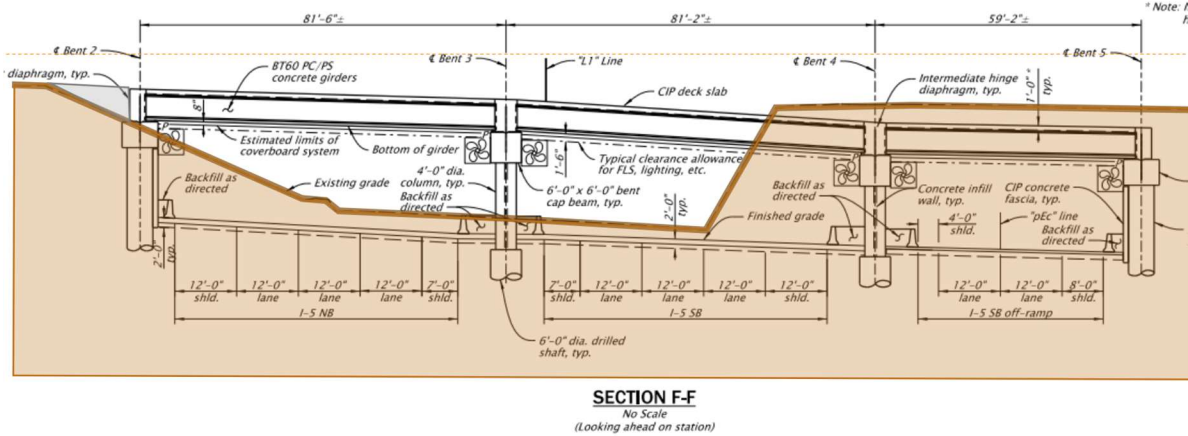 * Note:
81'-6"±
81'-2"±
59'-2"±
℄ Bent 2
℄ Bent 3
"L1" Line
℄ Bent 4
℄ Bent 5
diaphragm, typ.
BT60 PC/PS
concrete girders
CIP deck slab
Intermediate hinge
diaphragm, typ.
1'-0" *
typ.
8"
Estimated limits of
coverboard system
Bottom of girder
1'-6"
Typical clearance allowance
for FLS, lighting, etc.
Backfill as
directed
Existing grade
4'-0" dia.
column, typ.
Backfill as
directed
6'-0" x 6'-0" bent
cap beam, typ.
2'-0"
typ.
Finished grade
Backfill as
directed
Concrete infill
wall, typ.
CIP concrete
fascia, typ.
4'-0"
shld.
"pEc" line
Backfill as
directed
2'-0"
typ.
12'-0"
shld.
12'-0"
lane
12'-0"
lane
12'-0"
lane
7'-0"
shld.
7'-0"
shld.
12'-0"
lane
12'-0"
lane
12'-0"
lane
12'-0"
shld.
12'-0"
lane
12'-0"
lane
8'-0"
shld.
I-5 NB
I-5 SB
I-5 SB off-ramp
6'-0" dia. drilled
shaft, typ.
SECTION F-F
No Scale
(Looking ahead on station)